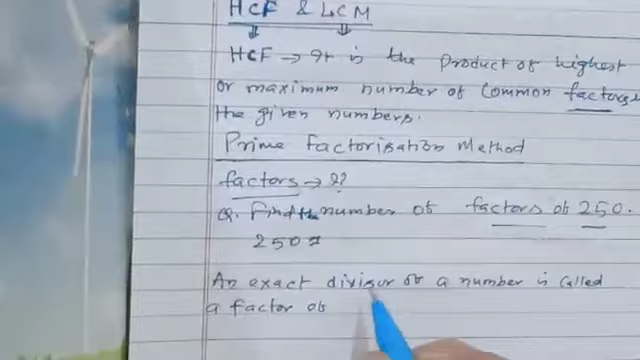 HCF & LCM
HCF → It is the product of highest
or maximum number of common factors
the given numbers.
Prime factorisation Method
factors → ??
Q. Find the number of factors of 250.
250 =
An exact divisor of a number is called
a factor of